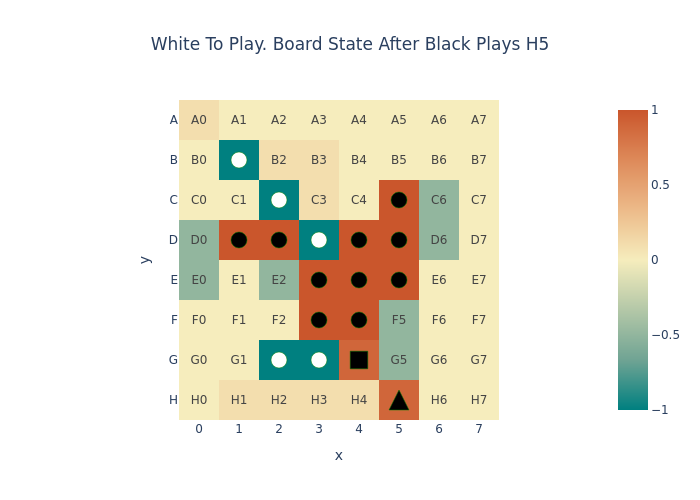 White To Play. Board State After Black Plays H5
A A0 A1 A2 A3 A4 A5 A6 A7
B B0 B2 B3 B4 B5 B6 B7
C C0 C1 C3 C4 C6 C7
D D0 D6 D7
E E0 E1 E2 E6 E7
F F0 F1 F2 F5 F6 F7
G G0 G1 G5 G6 G7
H H0 H1 H2 H3 H4 H6 H7
0 1 2 3 4 5 6 7
x
y
1
0.5
0
−0.5
−1